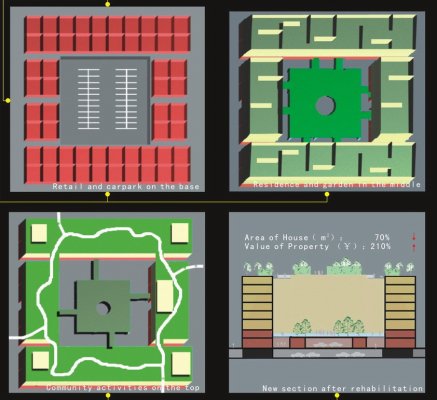 Retail and carpark on the base
Residence and garden in the middle
Community activities on the top
Area of House ( m² ): 70%
Value of Property (￥): 210%
New section after rehabilitation